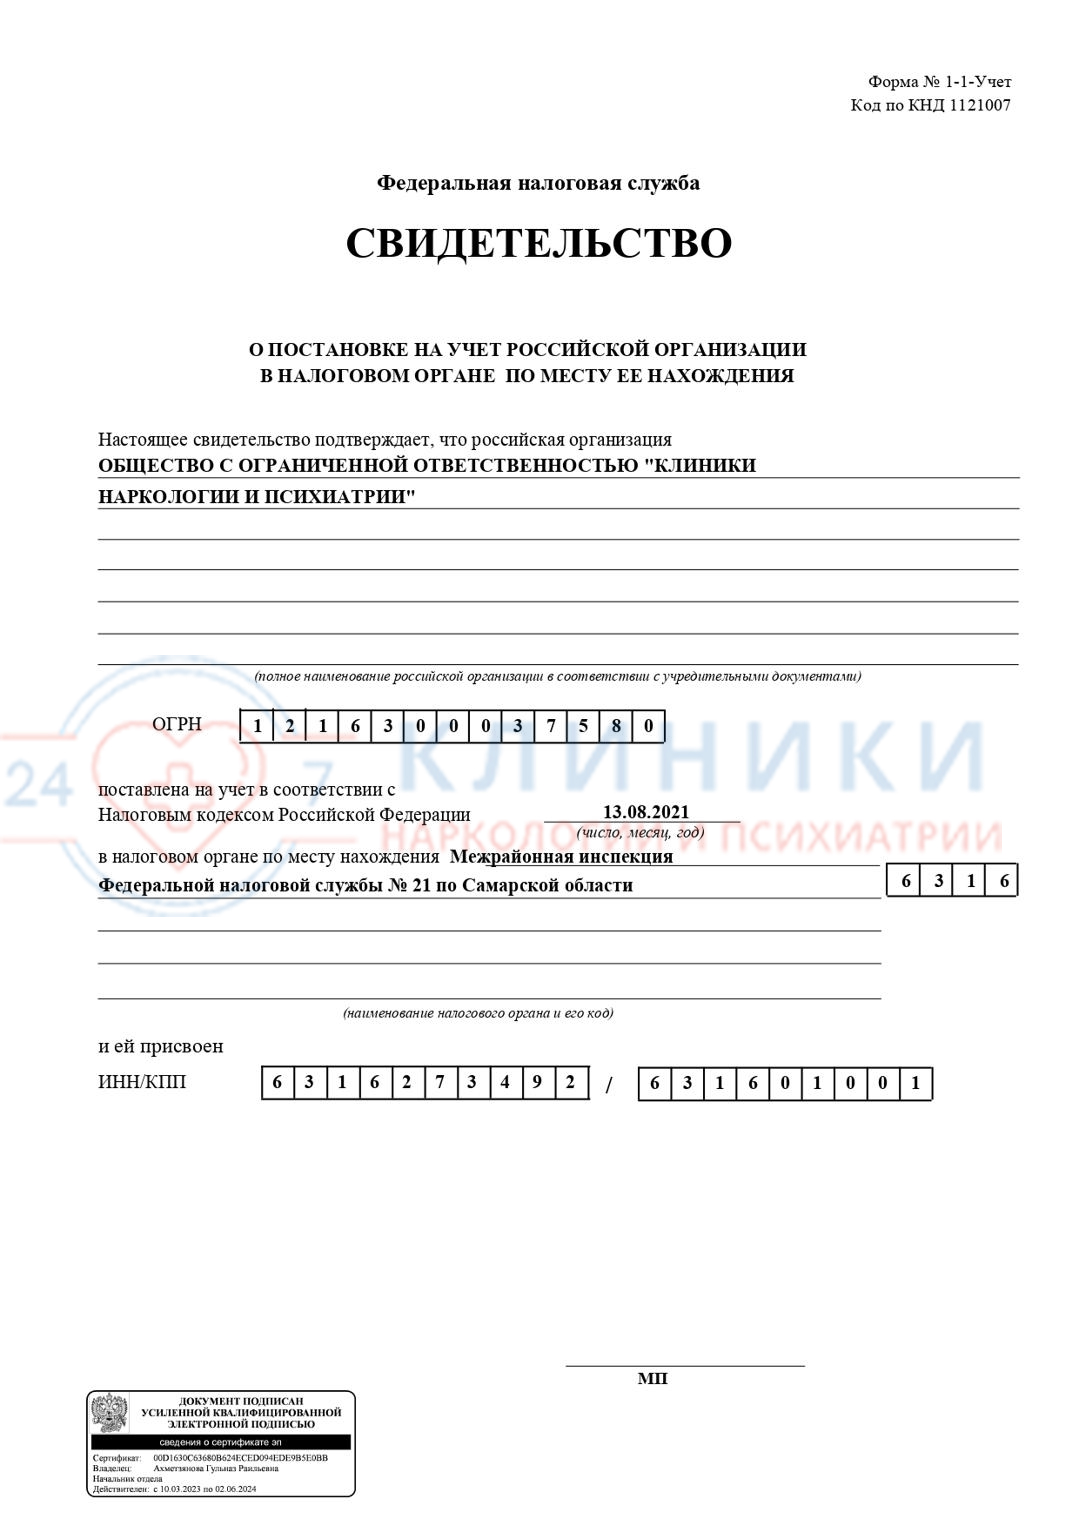 Форма № 1-1-Учет
Код по КНД 1121007
Федеральная налоговая служба
СВИДЕТЕЛЬСТВО
О ПОСТАНОВКЕ НА УЧЕТ РОССИЙСКОЙ ОРГАНИЗАЦИИ
В НАЛОГОВОМ ОРГАНЕ ПО МЕСТУ ЕЕ НАХОЖДЕНИЯ
Настоящее свидетельство подтверждает, что российская организация
ОБЩЕСТВО С ОГРАНИЧЕННОЙ ОТВЕТСТВЕННОСТЬЮ "КЛИНИКИ
НАРКОЛОГИИ И ПСИХИАТРИИ"
(полное наименование российской организации в соответствии с учредительными документами)
ОГРН 1 2 1 6 3 0 0 0 3 7 5 8 0
24 7 КЛИНИКИ
поставлена на учет в соответствии с
Налоговым кодексом Российской Федерации 13.08.2021
(число, месяц, год)
НАРКОЛОГИИ И ПСИХИАТРИИ
в налоговом органе по месту нахождения Межрайонная инспекция
Федеральной налоговой службы № 21 по Самарской области 6 3 1 6
(наименование налогового органа и его код)
и ей присвоен
ИНН/КПП 6 3 1 6 2 7 3 4 9 2 / 6 3 1 6 0 1 0 0 1
МП
ДОКУМЕНТ ПОДПИСАН
УСИЛЕННОЙ КВАЛИФИЦИРОВАННОЙ
ЭЛЕКТРОННОЙ ПОДПИСЬЮ
сведения о сертификате эп
Сертификат: 00D1630C63680B624ECED094EDE9B5E0BB
Владелец: Ахметзянова Гульназ Раильевна
Начальник отдела
Действителен: с 10.03.2023 по 02.06.2024